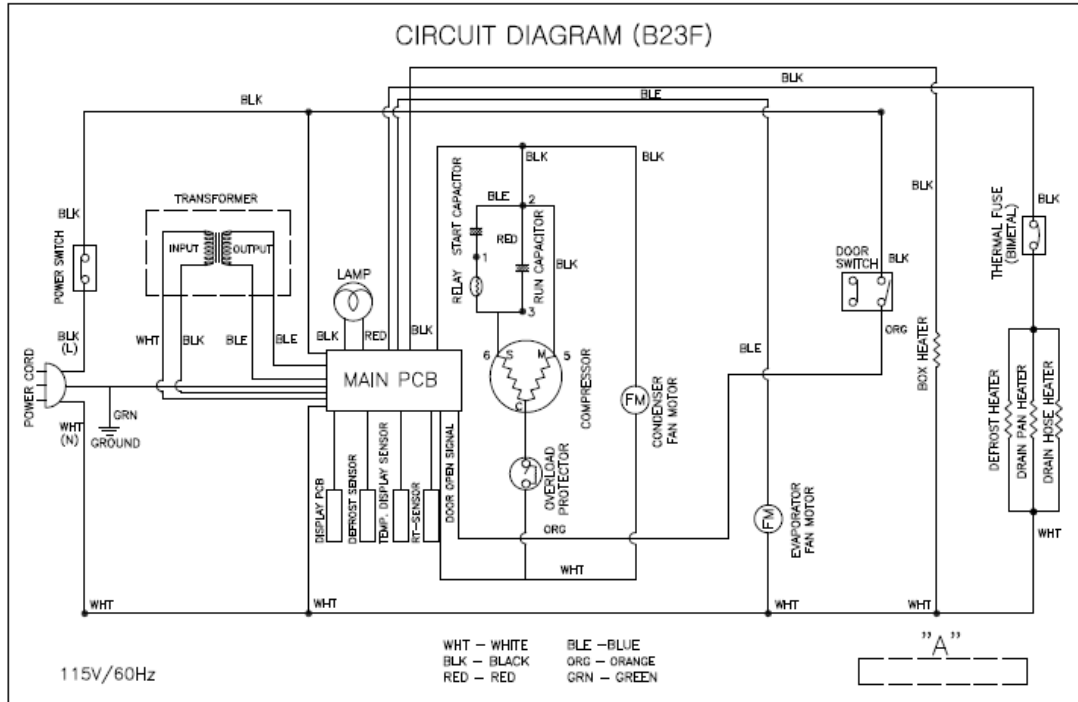 CIRCUIT DIAGRAM (B23F)
BLK
BLE
BLK
BLK
BLK
BLK
TRANSFORMER
INPUT
OUTPUT
BLK
POWER SWITCH
BLE
2
START CAPACITOR
RED
RUN CAPACITOR
1
RELAY
3
BLK
BLK
BLK
THERMAL FUSE
(BIMETAL)
DOOR
SWITCH
BLK
LAMP
WHT
BLK
BLE
BLE
BLK
RED
BLK
ORG
BOX HEATER
BLK
(L)
POWER CORD
MAIN PCB
6
S
M
5
C
COMPRESSOR
BLE
FM
CONDENSER
FAN MOTOR
GRN
GROUND
WHT
(N)
DEFROST HEATER
DRAIN PAN HEATER
DRAIN HOSE HEATER
DISPLAY PCB
DEFROST SENSOR
TEMP. DISPLAY SENSOR
RT-SENSOR
DOOR OPEN SIGNAL
OVERLOAD
PROTECTOR
ORG
FM
EVAPORATOR
FAN MOTOR
WHT
WHT
WHT
WHT
WHT
WHT
WHT - WHITE
BLE -BLUE
BLK - BLACK
ORG - ORANGE
RED - RED
GRN - GREEN
115V/60Hz
"A"